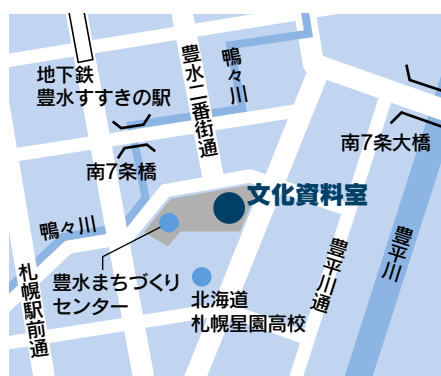 地下鉄
豊水すすきの駅
豊水二番街通
鴨々川
南7条大橋
南7条橋
文化資料室
鴨々川
豊平川
豊水まちづくり
センター
札幌駅前通
北海道
札幌星園高校
豊平川通